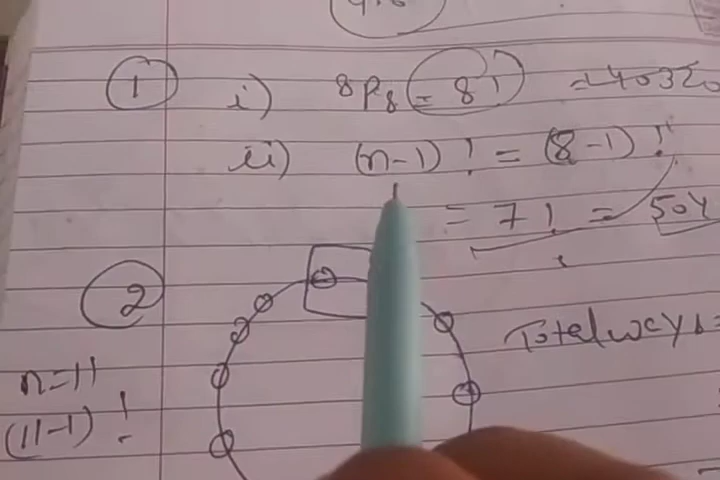 ① i) ⁸P₈ = 8! = 40320
ii) (n-1)! = (8-1)!
= 7! = 504
②
Total ways =
n=11
(11-1)!